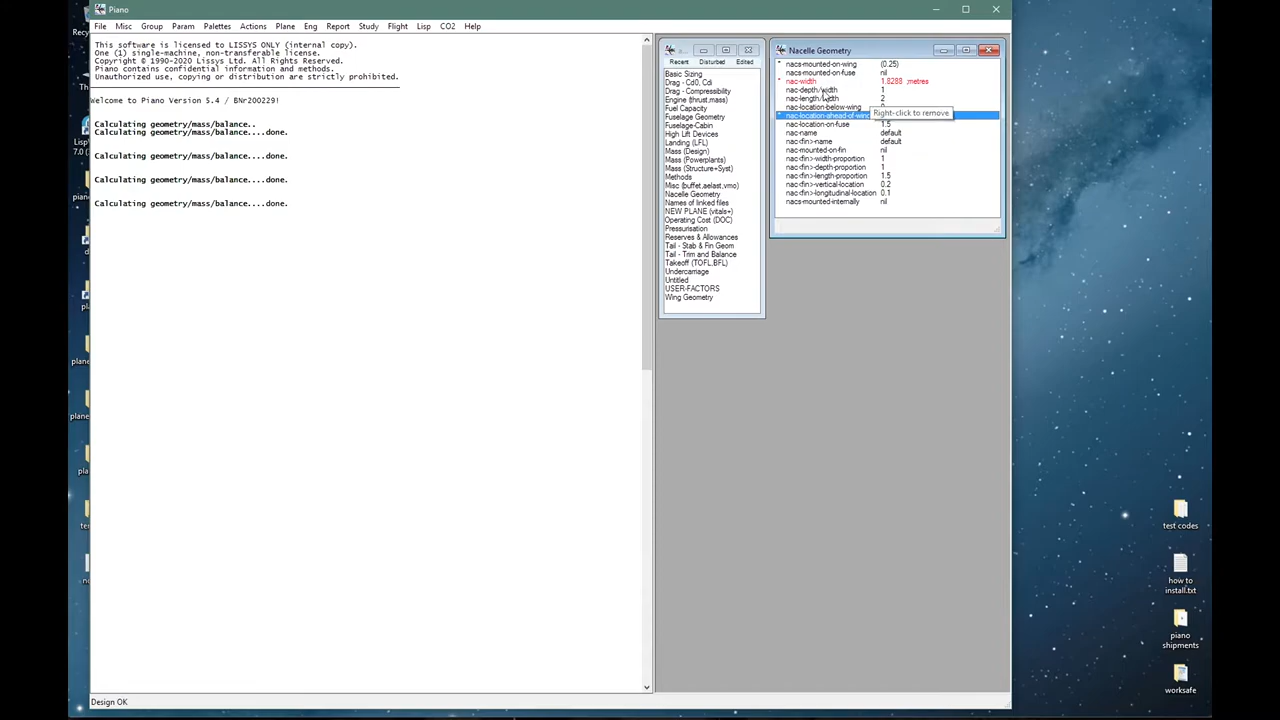 Piano
File Misc Group Param Palettes Actions Plane Eng Report Study Flight Lisp CO2 Help
This software is licensed to LISSYS ONLY (internal copy).
One (1) single-machine, non-transferable license.
Copyright © 1990-2020 Lissys Ltd. All Rights Reserved.
Piano contains confidential information and methods.
Unauthorized use, copying or distribution are strictly prohibited.
Welcome to Piano Version 5.4 / BNr200229!
Calculating geometry/mass/balance..
Calculating geometry/mass/balance....done.
Calculating geometry/mass/balance....done.
Calculating geometry/mass/balance....done.
Calculating geometry/mass/balance....done.
Design OK
Recent Disturbed Edited
Basic Sizing
Drag - Cd0, Cdi
Drag - Compressibility
Engine (thrust,mass)
Fuel Capacity
Fuselage Geometry
Fuselage-Cabin
High Lift Devices
Landing (LFL)
Mass (Design)
Mass (Powerplants)
Mass (Structure+Syst)
Methods
Misc (buffet,aelast,vmo)
Nacelle Geometry
Names of linked files
NEW PLANE (vitals+)
Operating Cost (DOC)
Pressurisation
Reserves & Allowances
Tail - Stab & Fin Geom
Tail - Trim and Balance
Takeoff (TOFL,BFL)
Undercarriage
Untitled
USER-FACTORS
Wing Geometry
Nacelle Geometry
* nacs-mounted-on-wing (0.25)
nacs-mounted-on-fuse nil
* nac-width 1.8288 ;metres
nac-depth/width 1
nac-length/width 2
nac-location-below-wing
* nac-location-ahead-of-wing
Right-click to remove
nac-location-on-fuse 1.5
nac-name default
nac<fin>-name default
nac-mounted-on-fin nil
nac<fin>-width-proportion 1
nac<fin>-depth-proportion 1
nac<fin>-length-proportion 1.5
nac<fin>-vertical-location 0.2
nac<fin>-longitudinal-location 0.1
nacs-mounted-internally nil
test codes
how to
install.txt
piano
shipments
worksafe